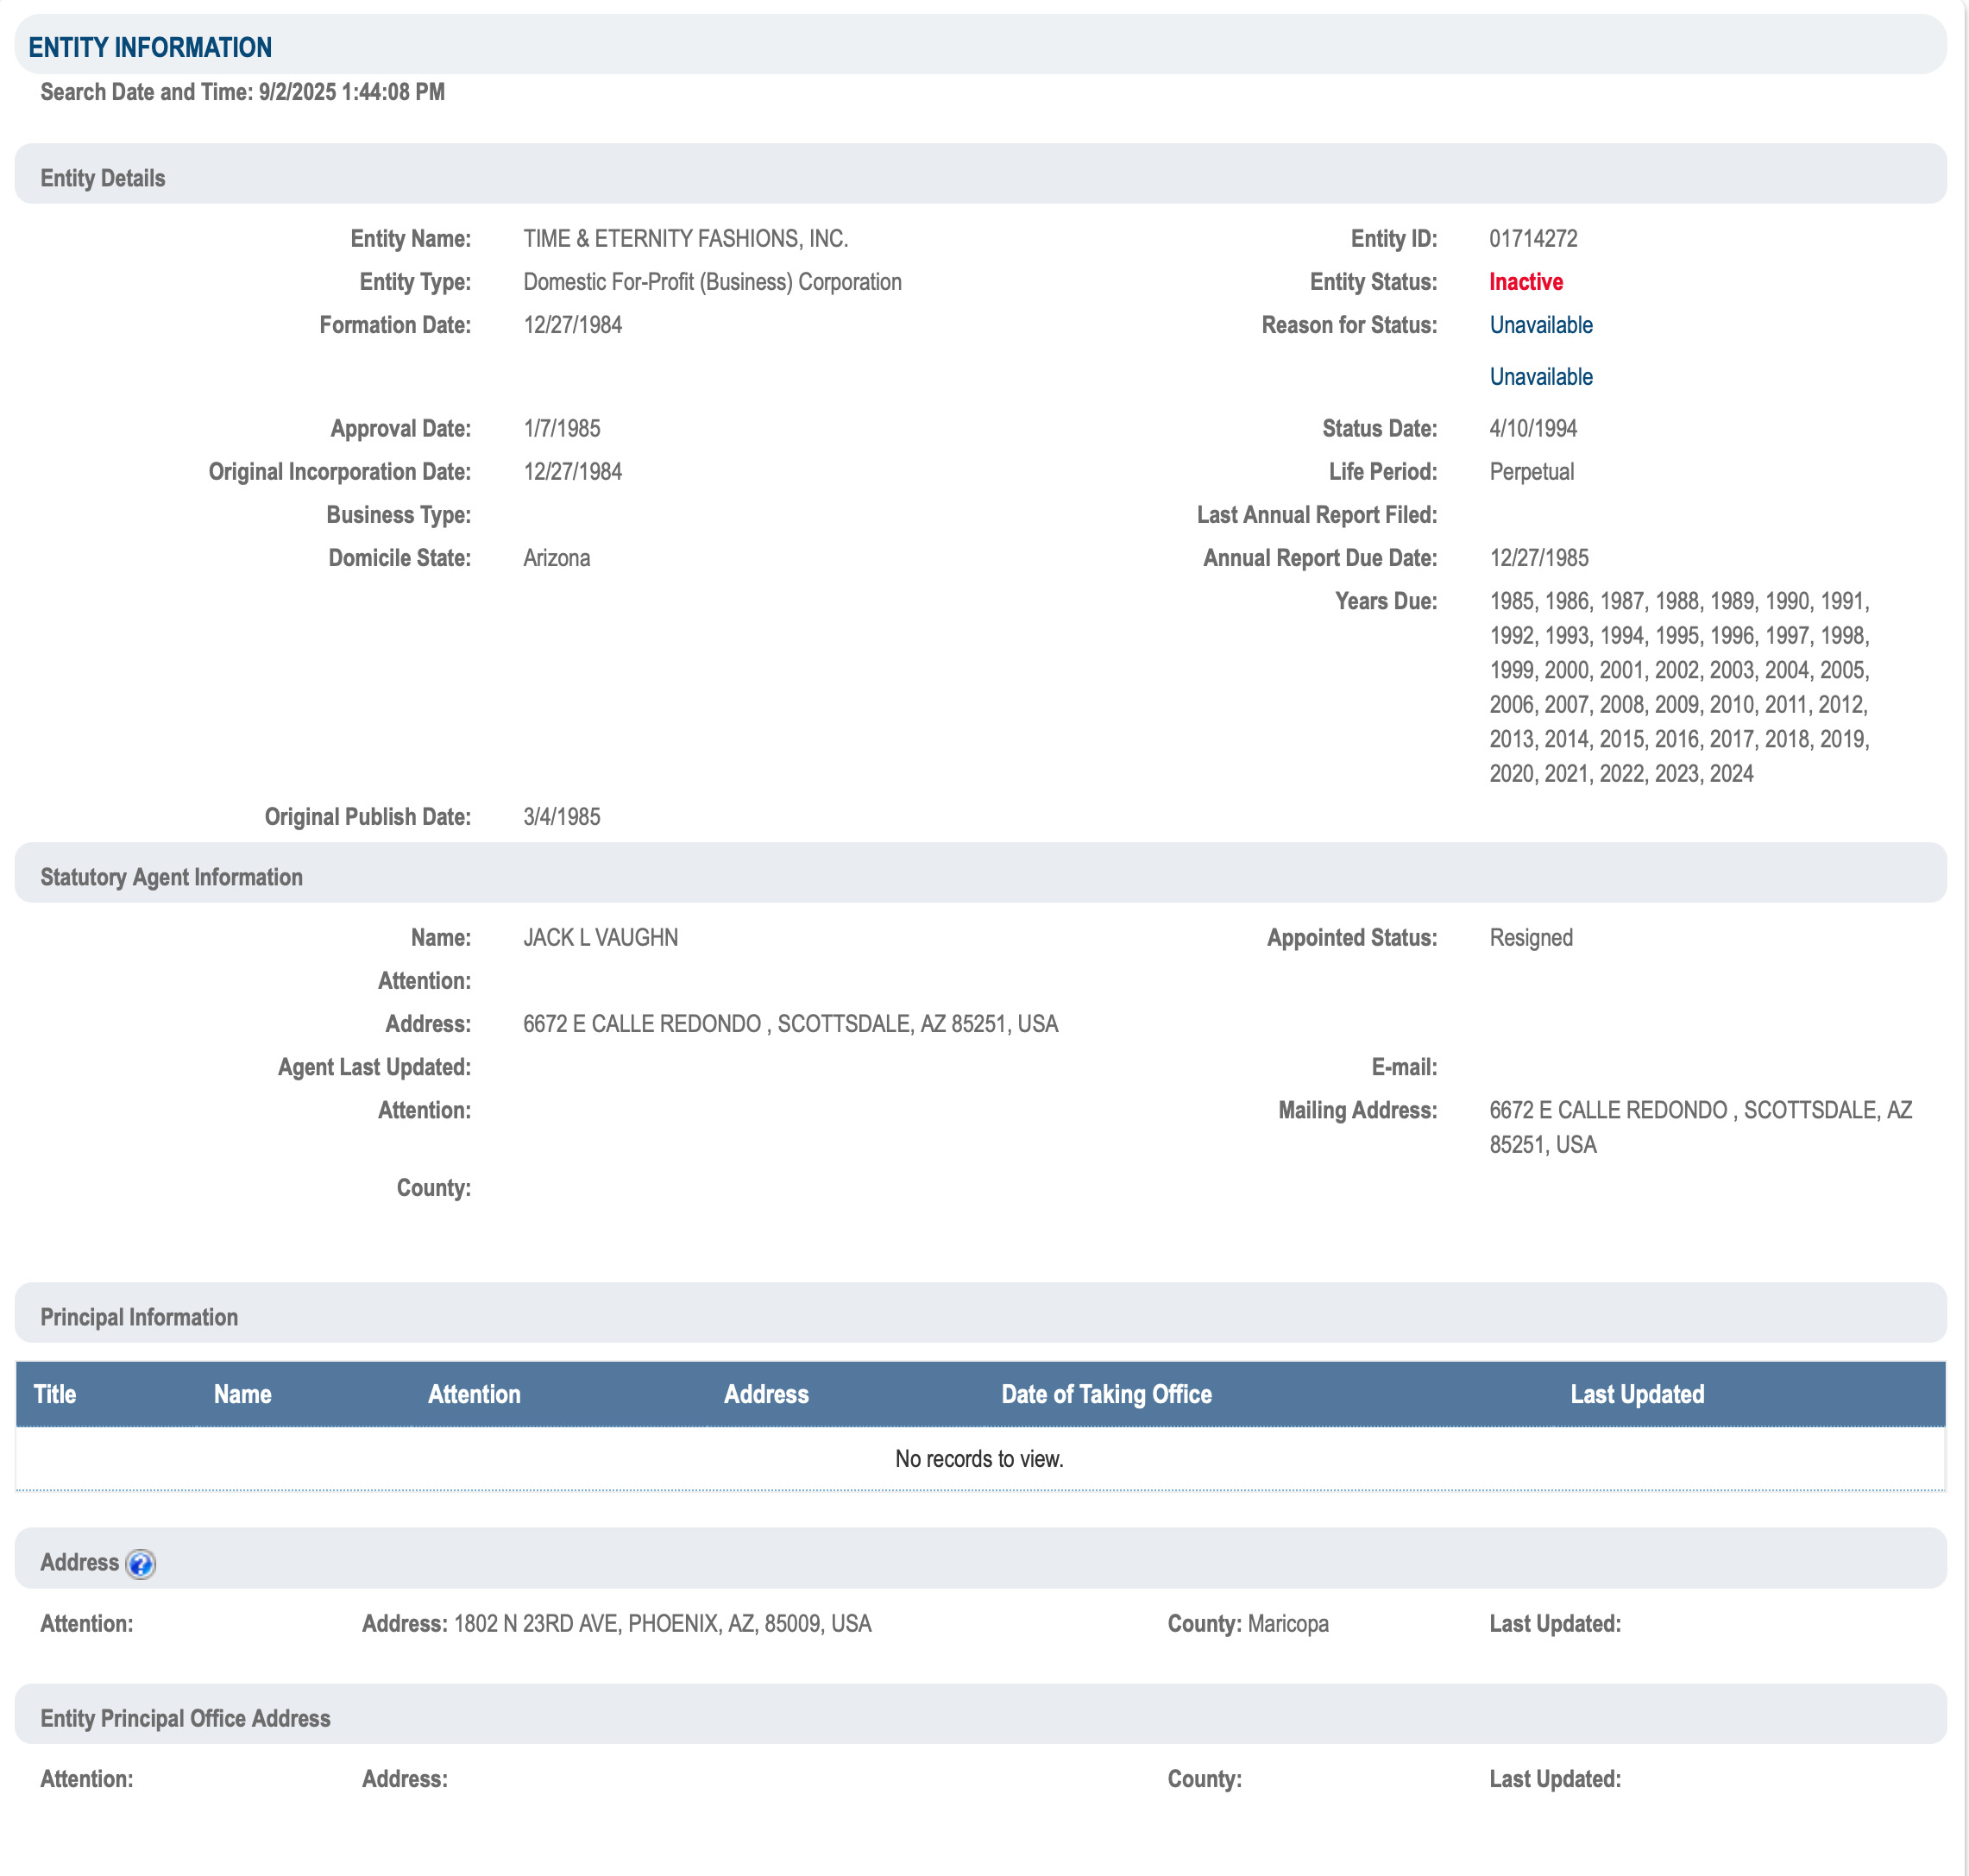 ENTITY INFORMATION
Search Date and Time: 9/2/2025 1:44:08 PM
Entity Details
Entity Name: TIME & ETERNITY FASHIONS, INC. Entity ID: 01714272
Entity Type: Domestic For-Profit (Business) Corporation Entity Status: Inactive
Formation Date: 12/27/1984 Reason for Status: Unavailable
Unavailable
Approval Date: 1/7/1985 Status Date: 4/10/1994
Original Incorporation Date: 12/27/1984 Life Period: Perpetual
Business Type: Last Annual Report Filed:
Domicile State: Arizona Annual Report Due Date: 12/27/1985
Years Due: 1985, 1986, 1987, 1988, 1989, 1990, 1991,
1992, 1993, 1994, 1995, 1996, 1997, 1998,
1999, 2000, 2001, 2002, 2003, 2004, 2005,
2006, 2007, 2008, 2009, 2010, 2011, 2012,
2013, 2014, 2015, 2016, 2017, 2018, 2019,
2020, 2021, 2022, 2023, 2024
Original Publish Date: 3/4/1985
Statutory Agent Information
Name: JACK L VAUGHN Appointed Status: Resigned
Attention:
Address: 6672 E CALLE REDONDO , SCOTTSDALE, AZ 85251, USA
Agent Last Updated: E-mail:
Attention: Mailing Address: 6672 E CALLE REDONDO , SCOTTSDALE, AZ
85251, USA
County:
Principal Information
Title Name Attention Address Date of Taking Office Last Updated
No records to view.
Address ?
Attention: Address: 1802 N 23RD AVE, PHOENIX, AZ, 85009, USA County: Maricopa Last Updated:
Entity Principal Office Address
Attention: Address: County: Last Updated: